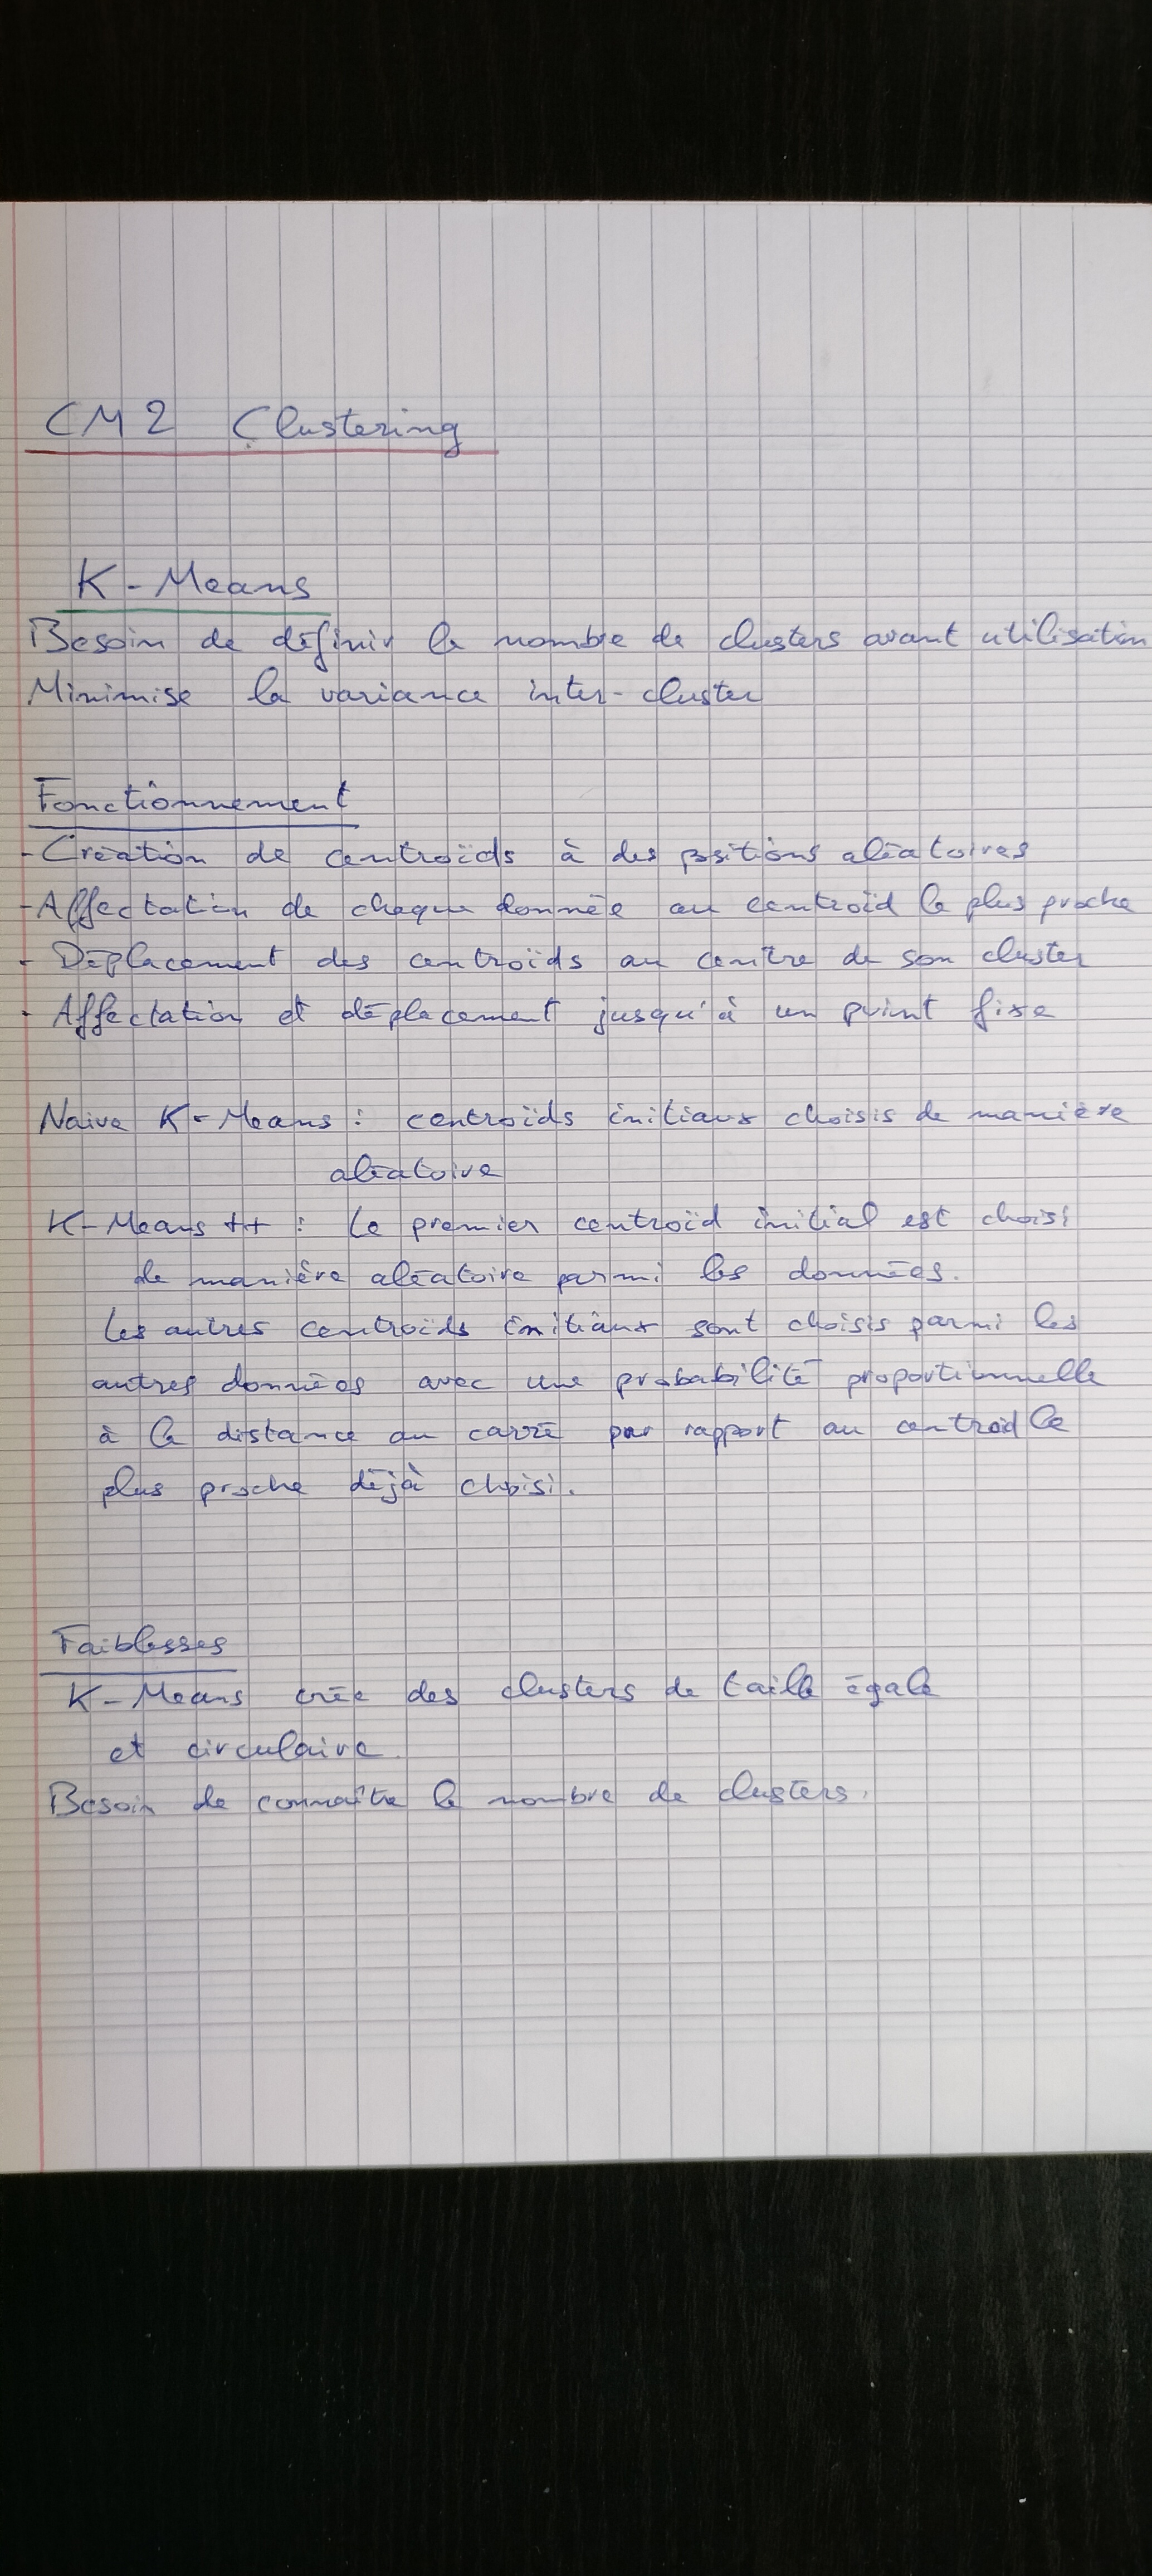 CM2 Clustering
K-Means
Besoin de définir le nombre de clusters avant utilisation
Minimise la variance inter-cluster
Fonctionnement
- Création de centroïds à des positions aléatoires
- Affectation de chaque donnée au centroïd le plus proche
- Déplacement des centroïds au centre de son cluster
- Affectation et déplacement jusqu'à un point fixe
Naive K-Means : centroïds initiaux choisis de manière
aléatoire
K-Means ++ : Le premier centroïd initial est choisi
de manière aléatoire parmi les données.
Les autres centroïds initiaux sont choisis parmi les
autres données avec une probabilité proportionnelle
à la distance au carré par rapport au centroid le
plus proche déjà choisi.
Faiblesses
K-Means crée des clusters de taille égale
et circulaire.
Besoin de connaître le nombre de clusters.